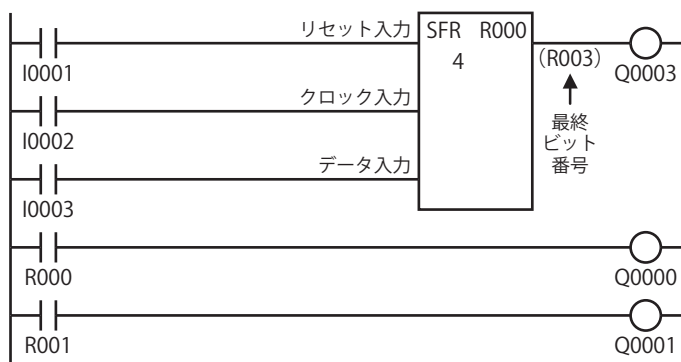 リセット入力
SFR R000
4
I0001
(R003)
Q0003
最終
ビット
番号
クロック入力
I0002
データ入力
I0003
R000
Q0000
R001
Q0001